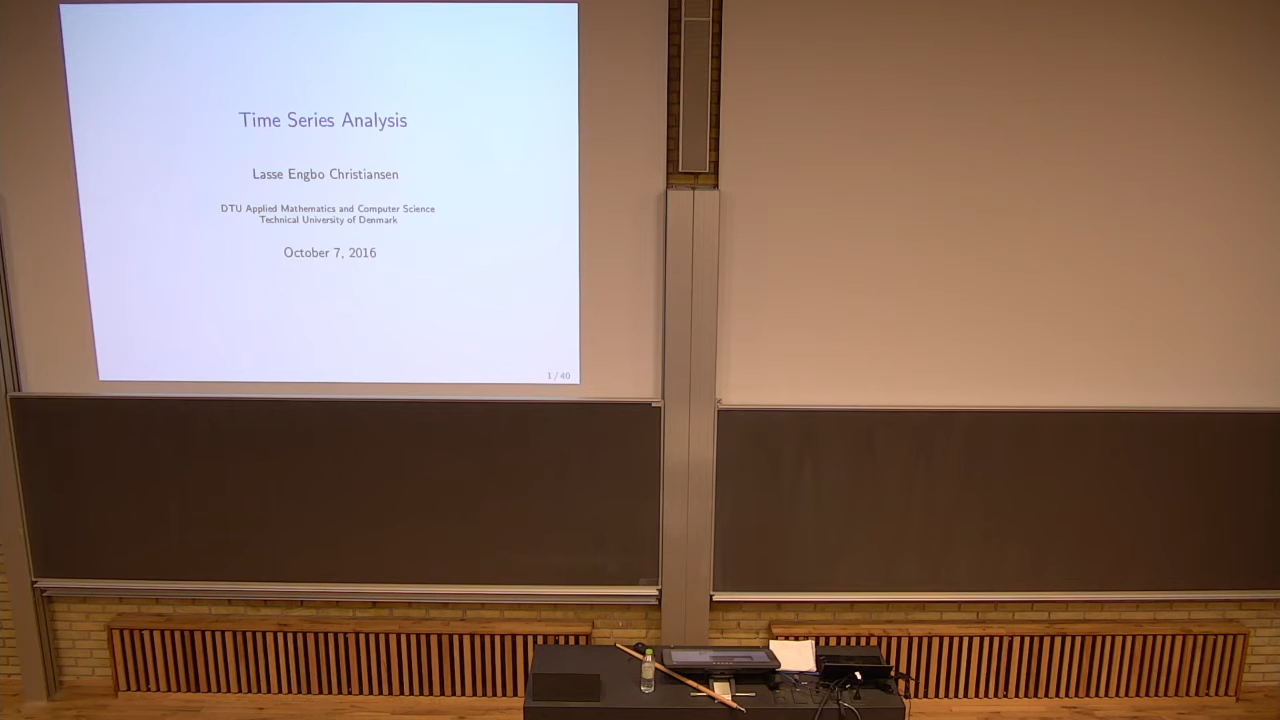 Time Series Analysis
Lasse Engbo Christiansen
DTU Applied Mathematics and Computer Science
Technical University of Denmark
October 7, 2016
1 / 40